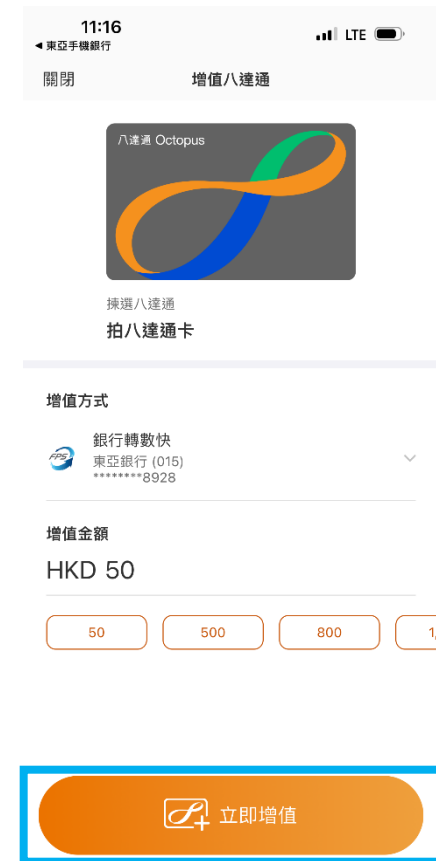 11:16
LTE
◀ 東亞手機銀行
關閉
增值八達通
八達通 Octopus
揀選八達通
拍八達通卡
增值方式
FPS
銀行轉數快
東亞銀行 (015)
********8928
增值金額
HKD 50
50
500
800
1,
立即增值